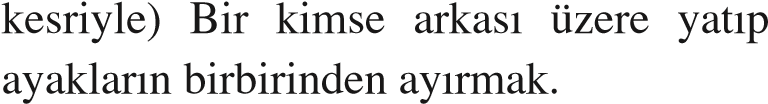 kesriyle) Bir kimse arkası üzere yatıp
ayakların birbirinden ayırmak.